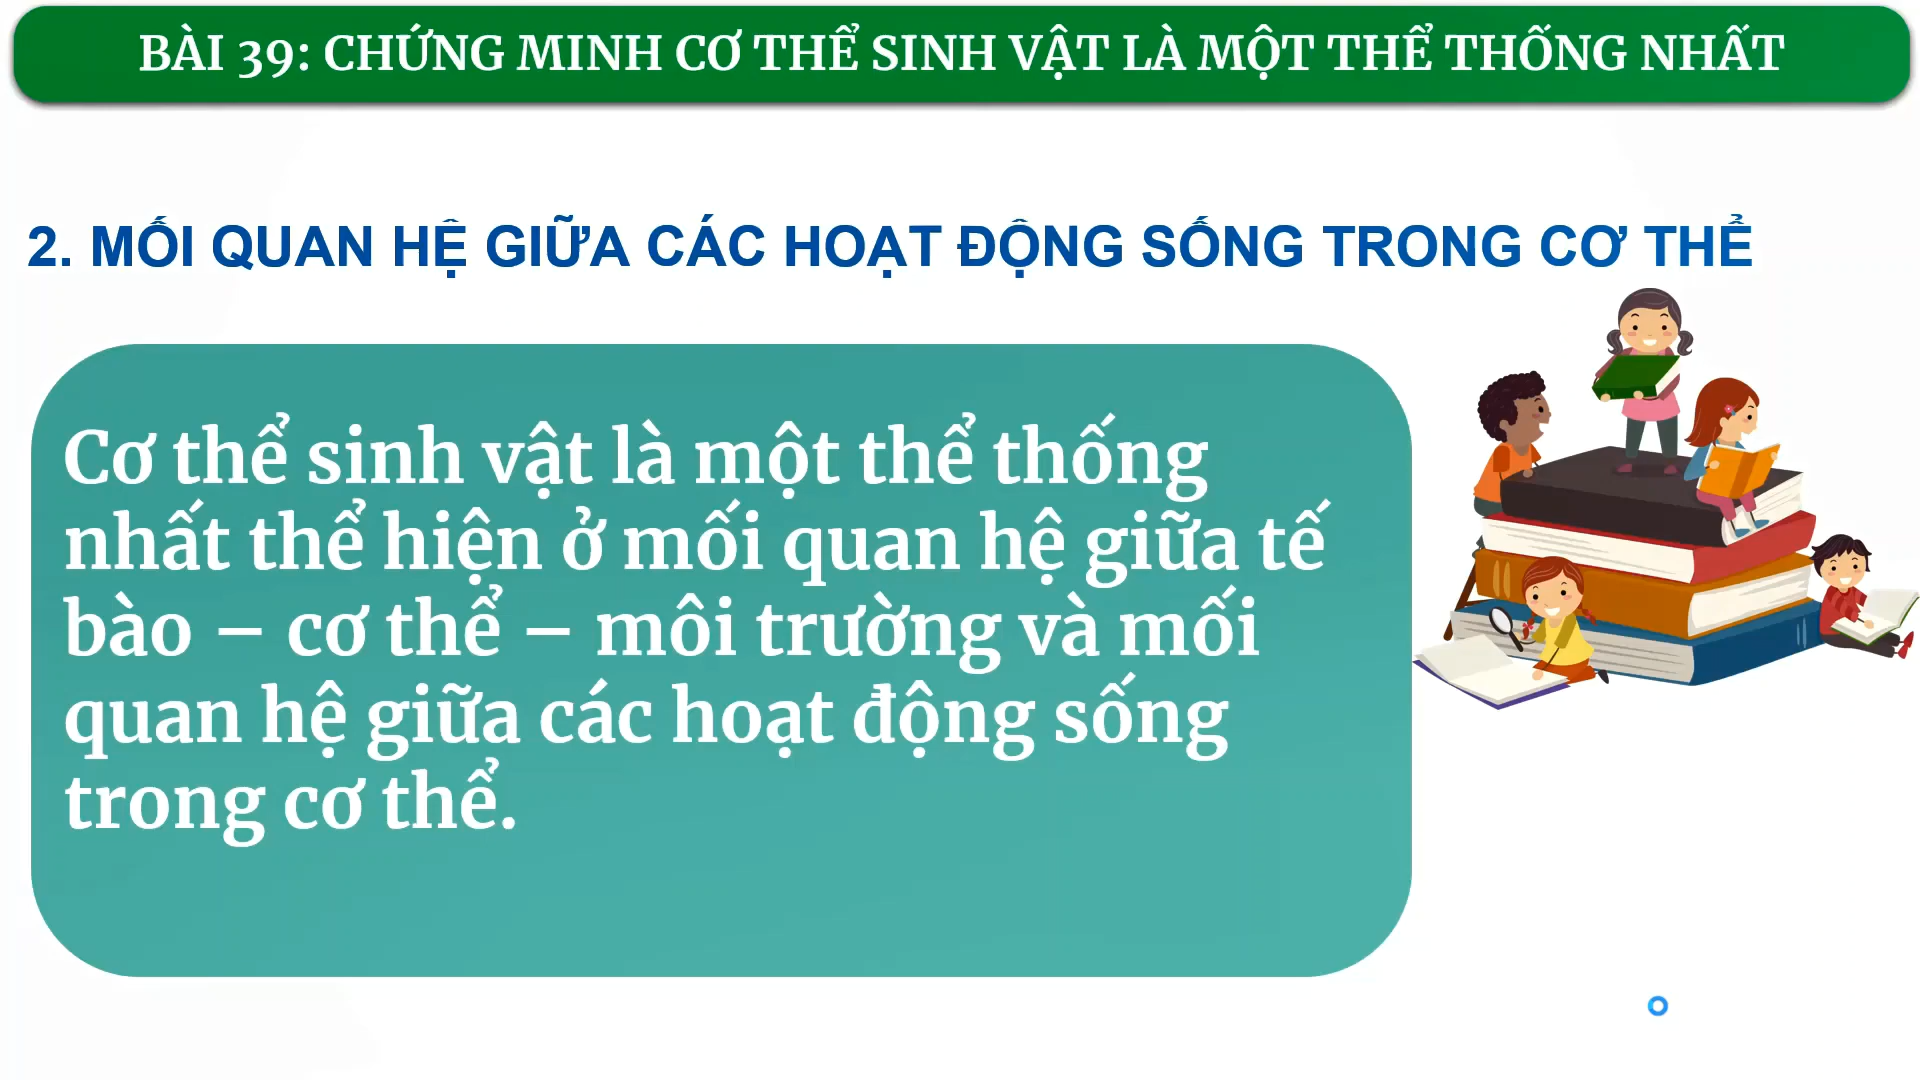 BÀI 39: CHỨNG MINH CƠ THỂ SINH VẬT LÀ MỘT THỂ THỐNG NHẤT
2. MỐI QUAN HỆ GIỮA CÁC HOẠT ĐỘNG SỐNG TRONG CƠ THỂ
Cơ thể sinh vật là một thể thống
nhất thể hiện ở mối quan hệ giữa tế
bào – cơ thể – môi trường và mối
quan hệ giữa các hoạt động sống
trong cơ thể.